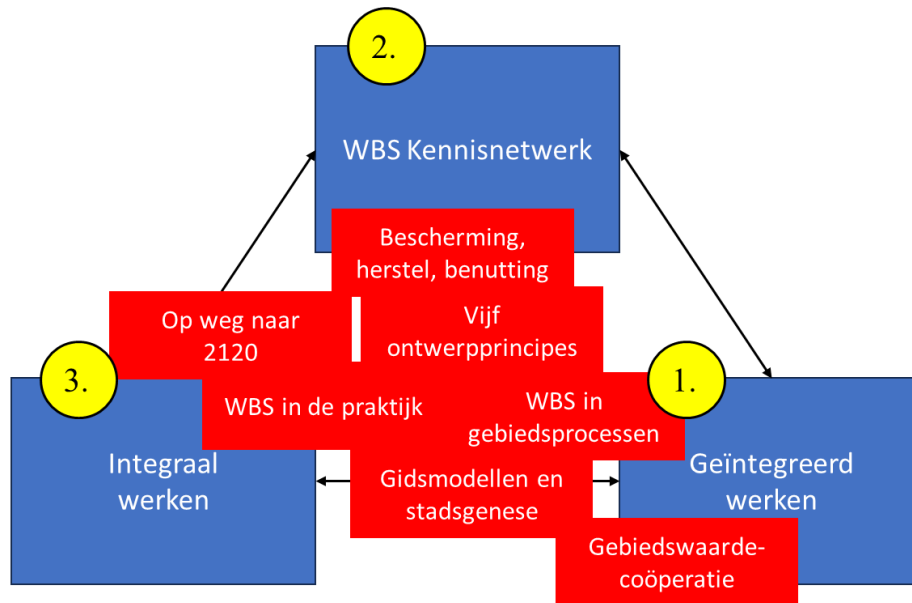 2.
WBS Kennisnetwerk
Bescherming,
herstel, benutting
Op weg naar
2120
Vijf
ontwerpprincipes
3.
1.
WBS in de praktijk
WBS in
gebiedsprocessen
Integraal
werken
Gidsmodellen en
stadsgenese
Geïntegreerd
werken
Gebiedswaarde-
coöperatie